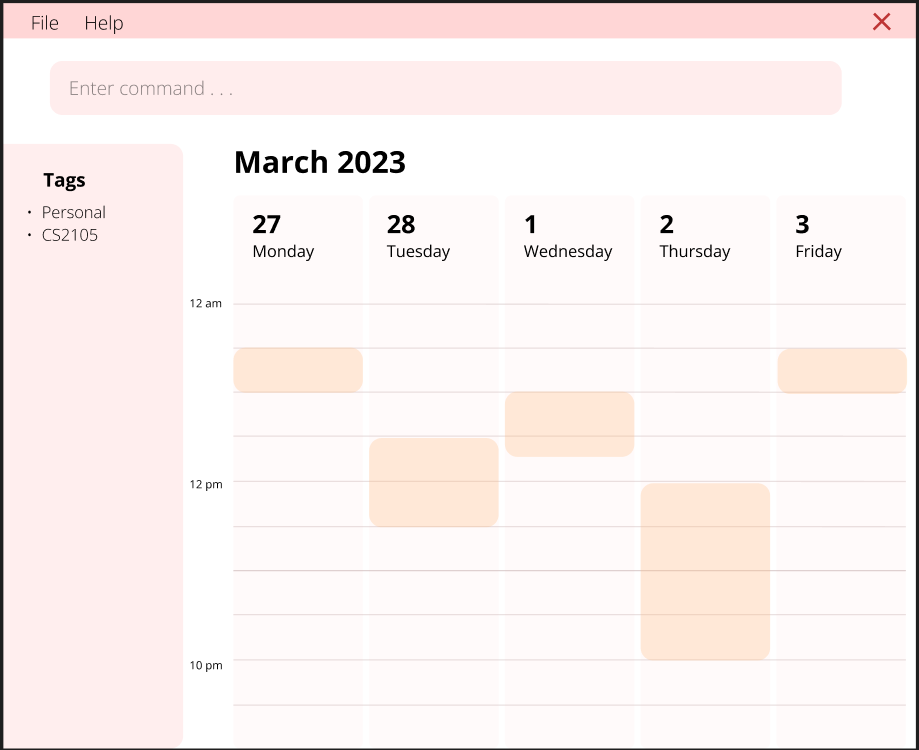 File Help
Enter command . . .
Tags
• Personal
• CS2105
March 2023
27 28 1 2 3
Monday Tuesday Wednesday Thursday Friday
12 am
12 pm
10 pm